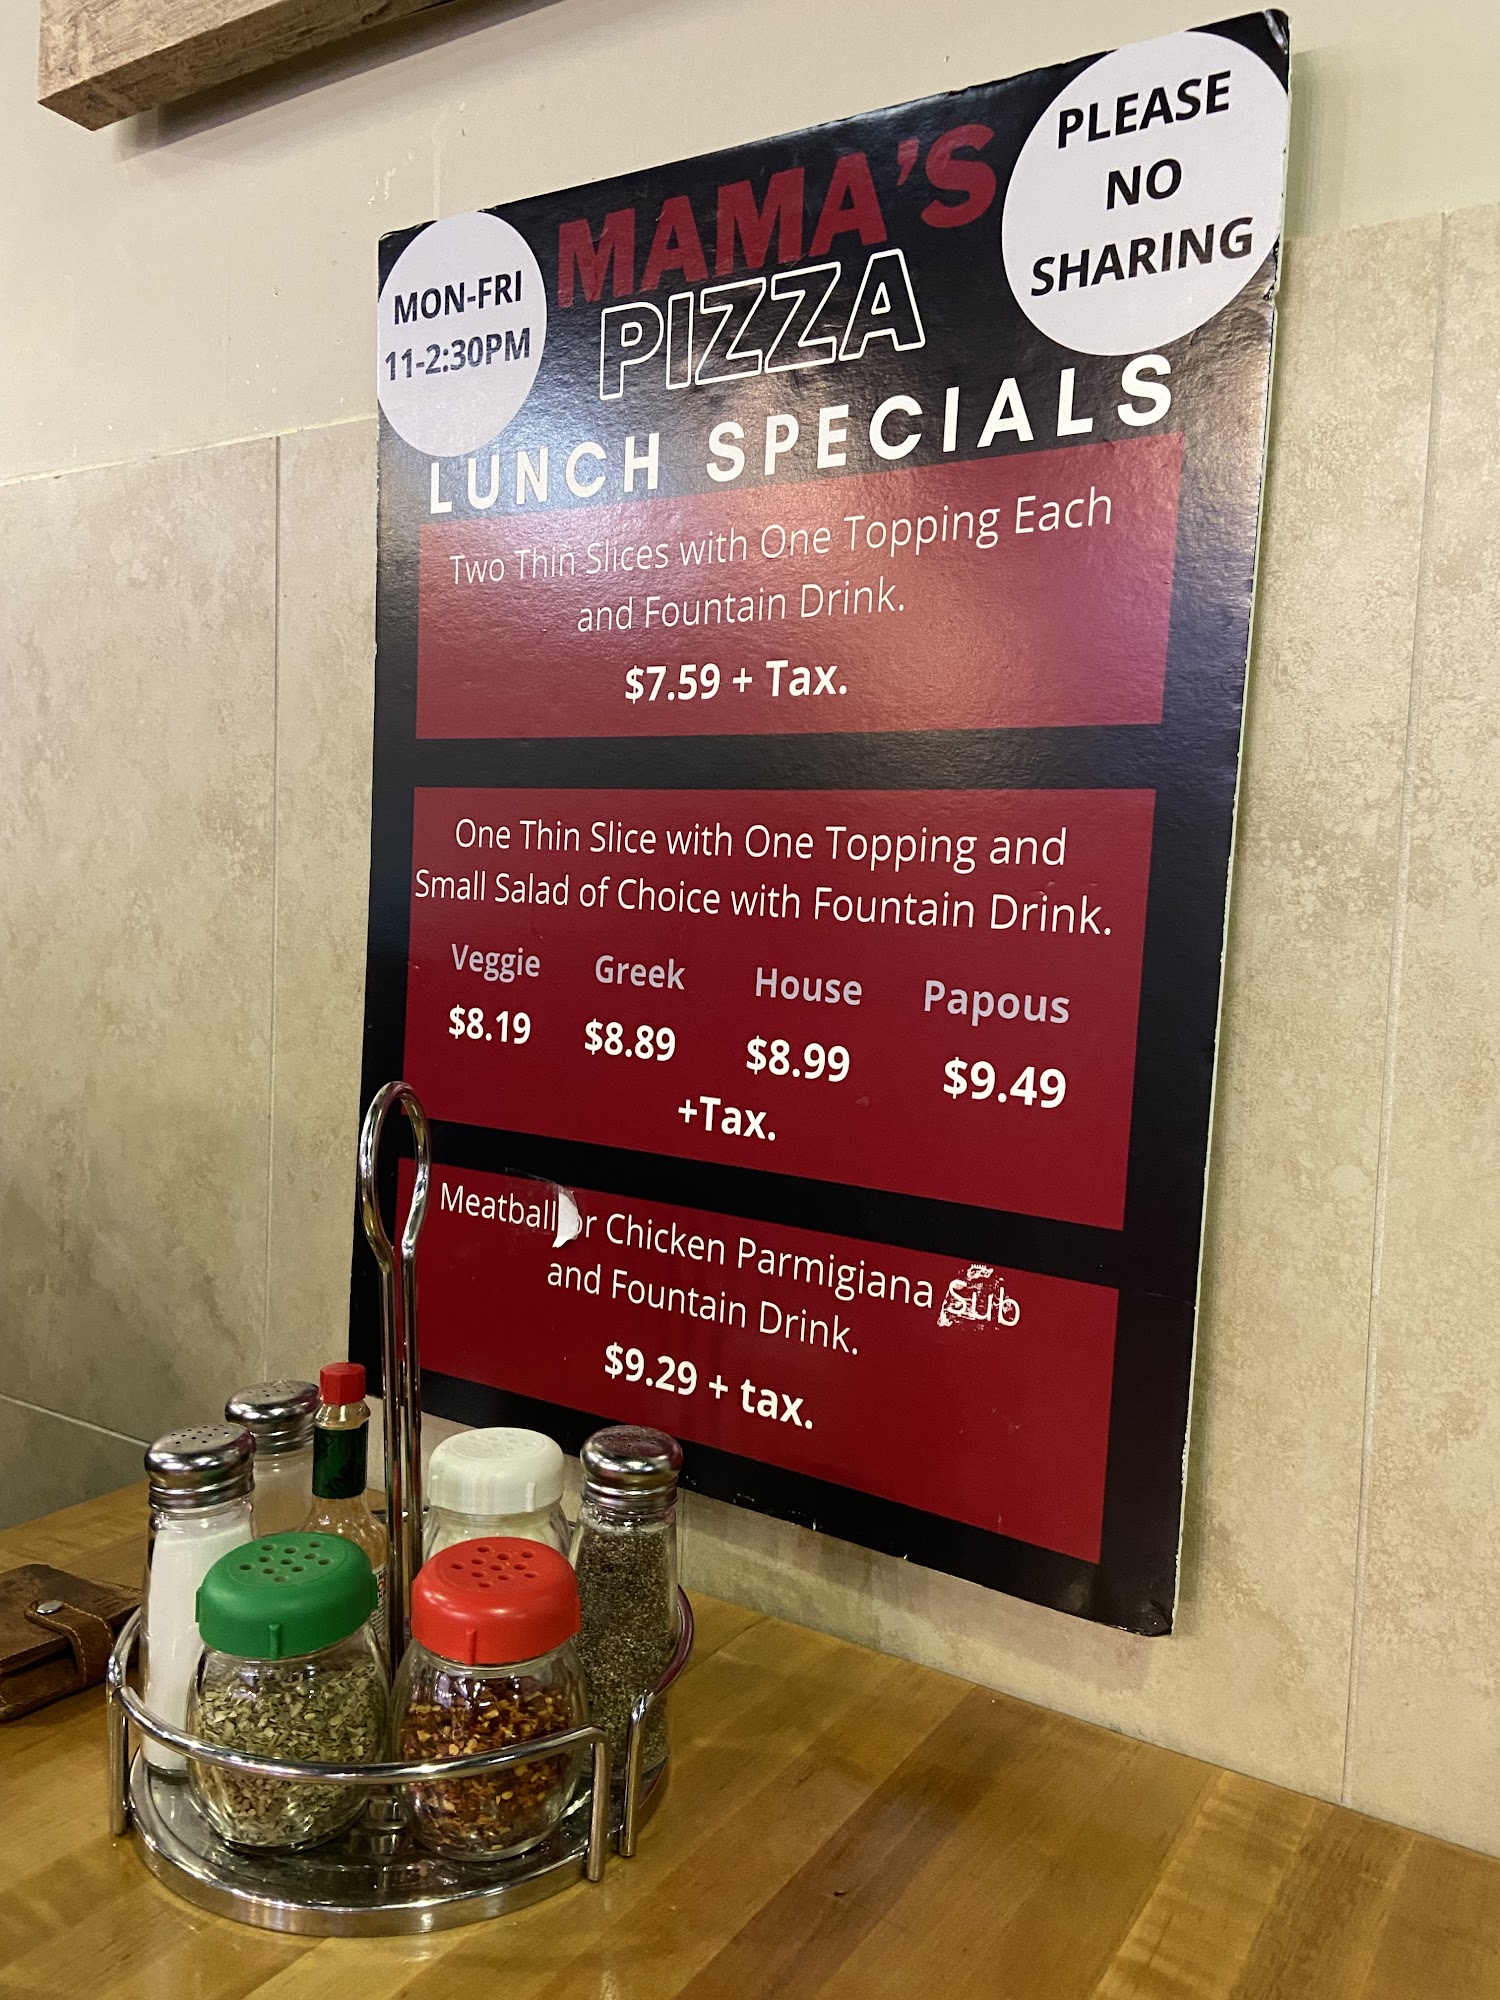 MAMA'S
PIZZA
MON-FRI
11-2:30PM
PLEASE
NO
SHARING
LUNCH SPECIALS
Two Thin Slices with One Topping Each
and Fountain Drink.
$7.59 + Tax.
One Thin Slice with One Topping and
Small Salad of Choice with Fountain Drink.
Veggie Greek House Papous
$8.19 $8.89 $8.99 $9.49
+Tax.
Meatball or Chicken Parmigiana Sub
and Fountain Drink.
$9.29 + tax.